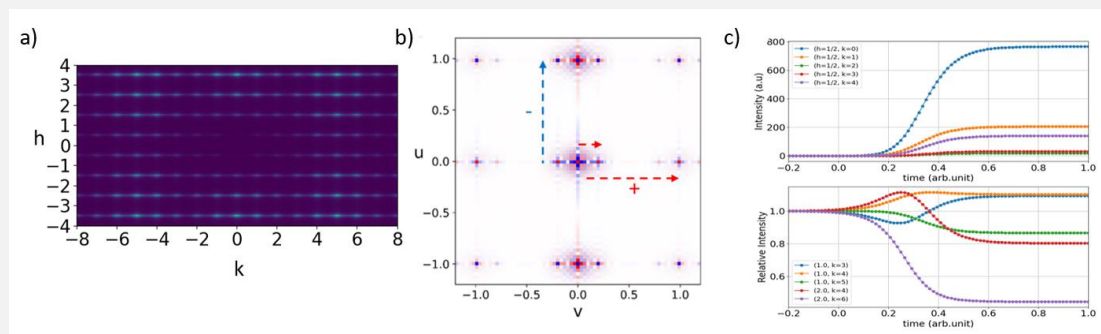 a)
h
4
3
2
1
0
−1
−2
−3
−4
−8 −6 −4 −2 0 2 4 6 8
k
b)
u
1.0
0.5
0.0
−0.5
−1.0
-
+
−1.0 −0.5 0.0 0.5 1.0
v
c)
Intensity (a.u)
800
600
400
200
0
(h=1/2, k=0)
(h=1/2, k=1)
(h=1/2, k=2)
(h=1/2, k=3)
(h=1/2, k=4)
−0.2 0.0 0.2 0.4 0.6 0.8 1.0
time (arb.unit)
Relative Intensity
1.0
0.8
0.6
(1.0, k=3)
(1.0, k=4)
(1.0, k=5)
(2.0, k=4)
(2.0, k=6)
−0.2 0.0 0.2 0.4 0.6 0.8 1.0
time (arb.unit)